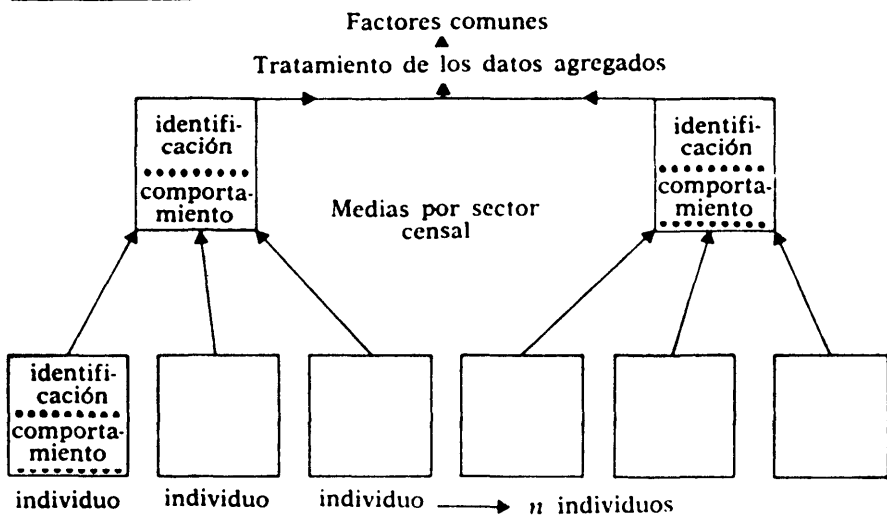 Factores comunes
Tratamiento de los datos agregados
identifi-
cación
comporta-
miento
identifi-
cación
comporta-
miento
Medias por sector
censal
identifi-
cación
comporta-
miento
individuo individuo individuo n individuos